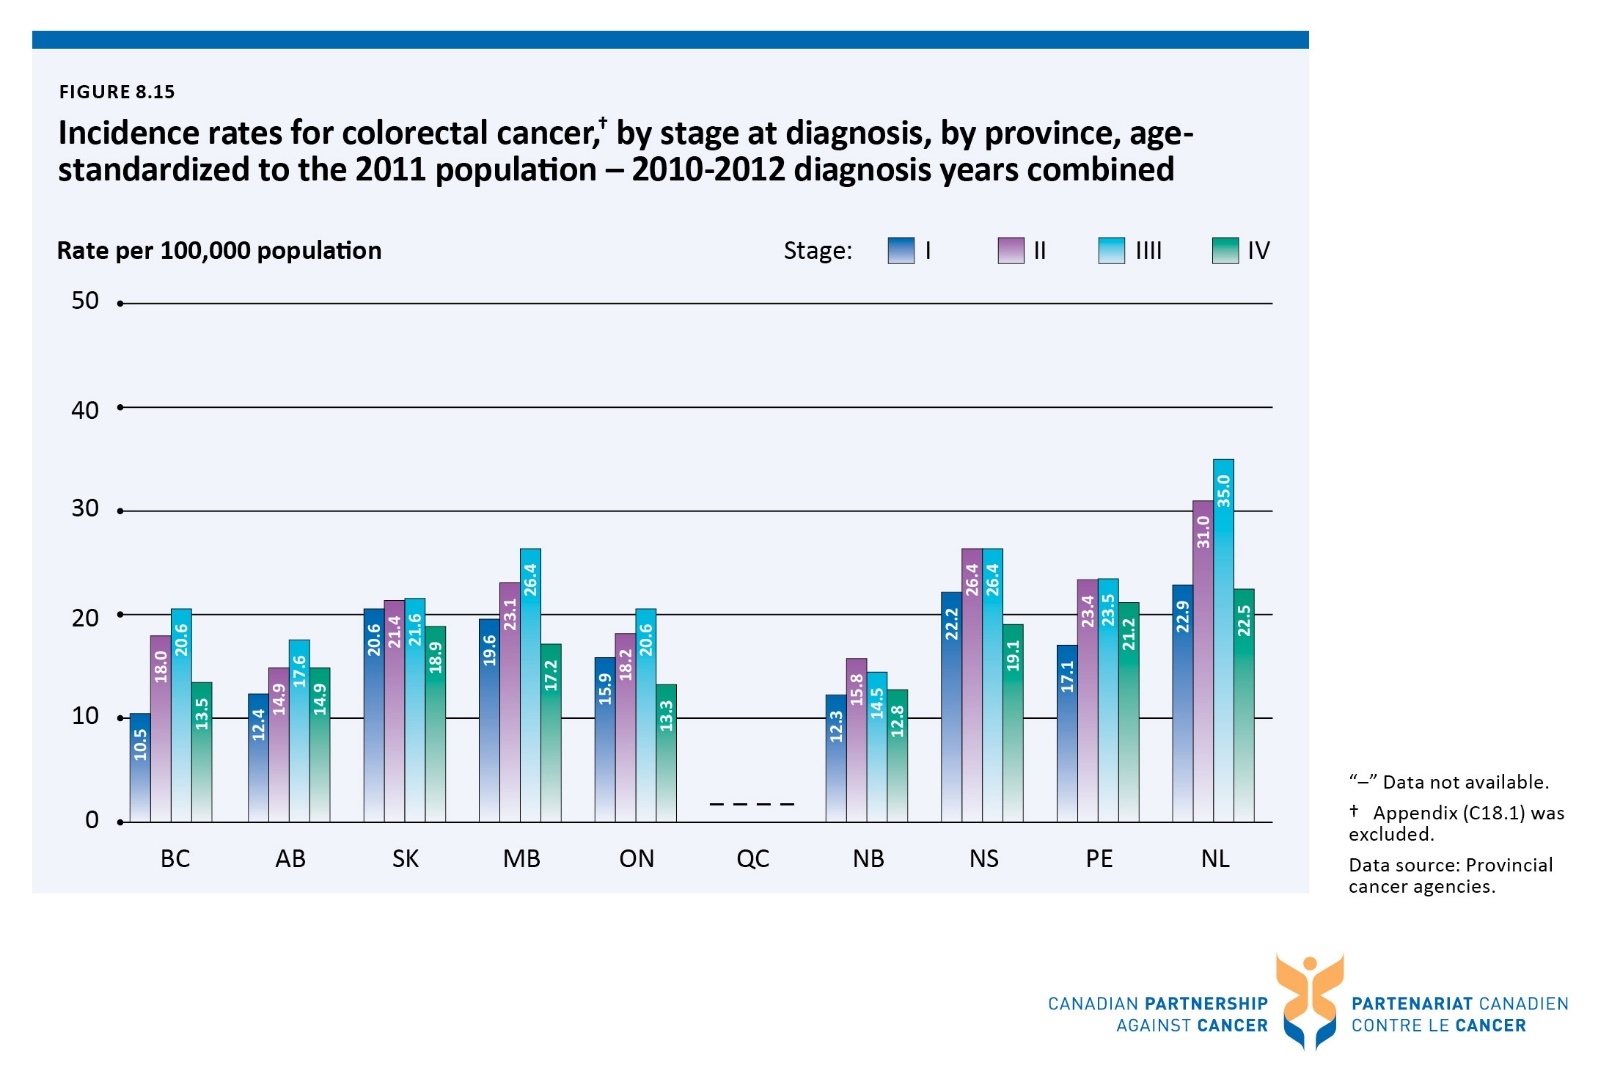 FIGURE 8.15
Incidence rates for colorectal cancer,† by stage at diagnosis, by province, age-
standardized to the 2011 population – 2010-2012 diagnosis years combined
Rate per 100,000 population
Stage: I II IIII IV
50
40
30
20
10
0
10.5 18.0 20.6 13.5
12.4 14.9 17.6 14.9
20.6 21.4 21.6 18.9
19.6 23.1 26.4 17.2
15.9 18.2 20.6 13.3
– – – –
12.3 15.8 14.5 12.8
22.2 26.4 26.4 19.1
17.1 23.4 23.5 21.2
22.9 31.0 35.0 22.5
BC AB SK MB ON QC NB NS PE NL
“–” Data not available.
† Appendix (C18.1) was
excluded.
Data source: Provincial
cancer agencies.
CANADIAN PARTNERSHIP
AGAINST CANCER
PARTENARIAT CANADIEN
CONTRE LE CANCER